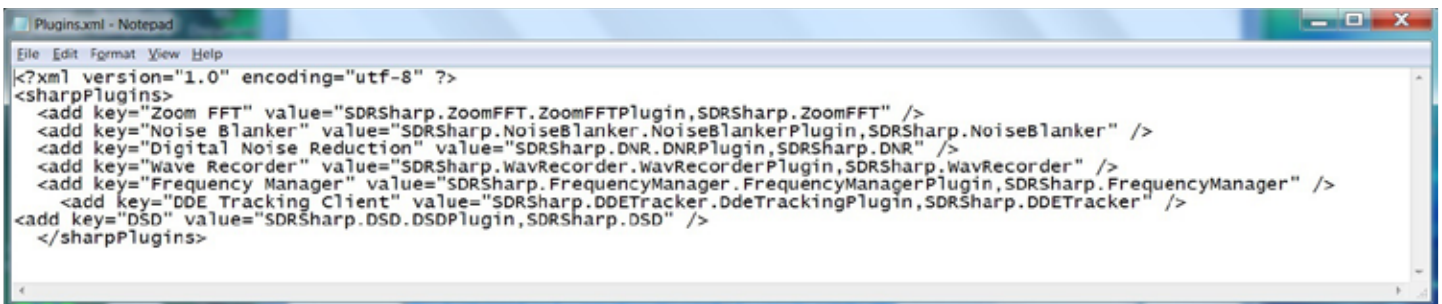 Plugins.xml - Notepad
File Edit Format View Help
<?xml version="1.0" encoding="utf-8" ?>
<sharpPlugins>
  <add key="Zoom FFT" value="SDRSharp.ZoomFFT.ZoomFFTPlugin,SDRSharp.ZoomFFT" />
  <add key="Noise Blanker" value="SDRSharp.NoiseBlanker.NoiseBlankerPlugin,SDRSharp.NoiseBlanker" />
  <add key="Digital Noise Reduction" value="SDRSharp.DNR.DNRPlugin,SDRSharp.DNR" />
  <add key="Wave Recorder" value="SDRSharp.WavRecorder.WavRecorderPlugin,SDRSharp.WavRecorder" />
  <add key="Frequency Manager" value="SDRSharp.FrequencyManager.FrequencyManagerPlugin,SDRSharp.FrequencyManager" />
    <add key="DDE Tracking Client" value="SDRSharp.DDETracker.DdeTrackingPlugin,SDRSharp.DDETracker" />
<add key="DSD" value="SDRSharp.DSD.DSDPlugin,SDRSharp.DSD" />
  </sharpPlugins>